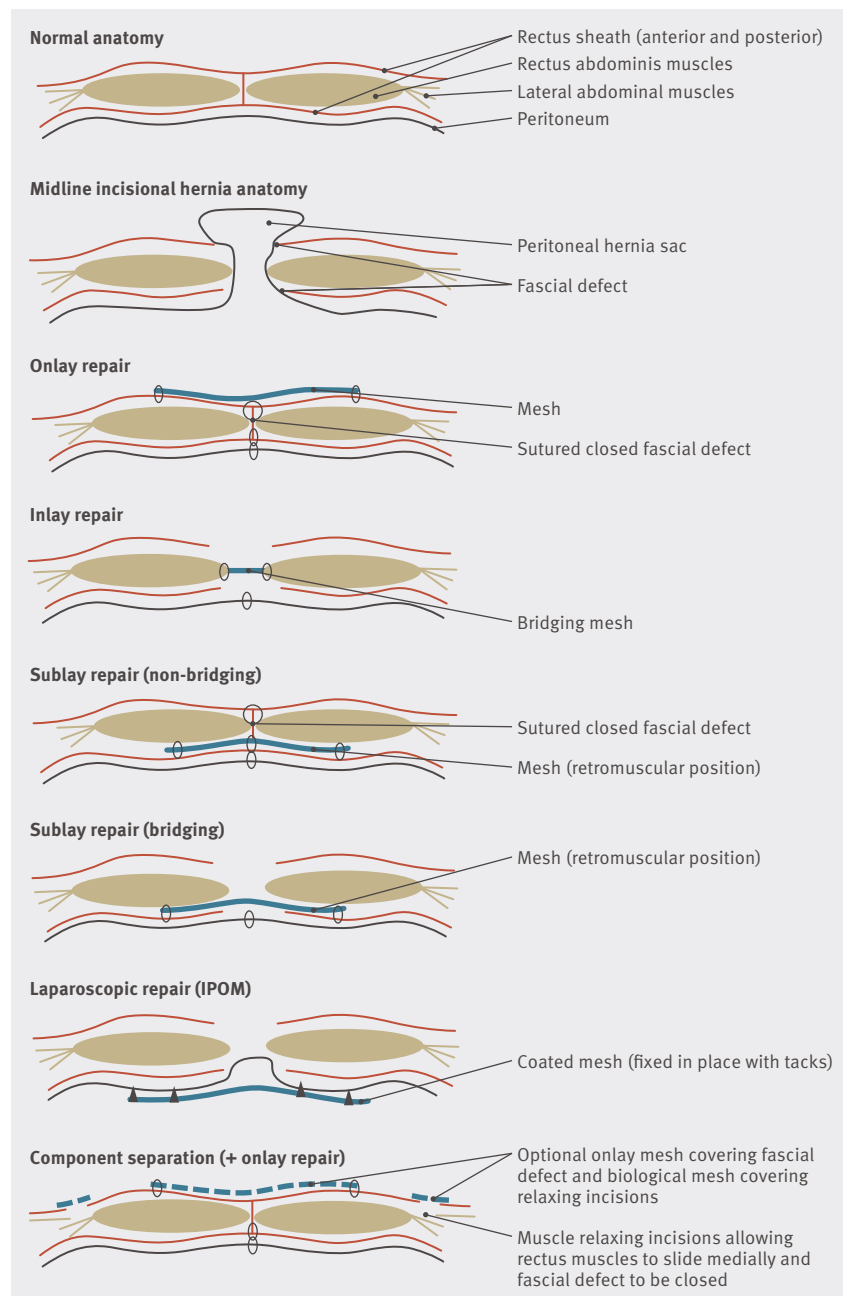 Normal anatomy
Rectus sheath (anterior and posterior)
Rectus abdominis muscles
Lateral abdominal muscles
Peritoneum
Midline incisional hernia anatomy
Peritoneal hernia sac
Fascial defect
Onlay repair
Mesh
Sutured closed fascial defect
Inlay repair
Bridging mesh
Sublay repair (non-bridging)
Sutured closed fascial defect
Mesh (retromuscular position)
Sublay repair (bridging)
Mesh (retromuscular position)
Laparoscopic repair (IPOM)
Coated mesh (fixed in place with tacks)
Component separation (+ onlay repair)
Optional onlay mesh covering fascial
defect and biological mesh covering
relaxing incisions
Muscle relaxing incisions allowing
rectus muscles to slide medially and
fascial defect to be closed